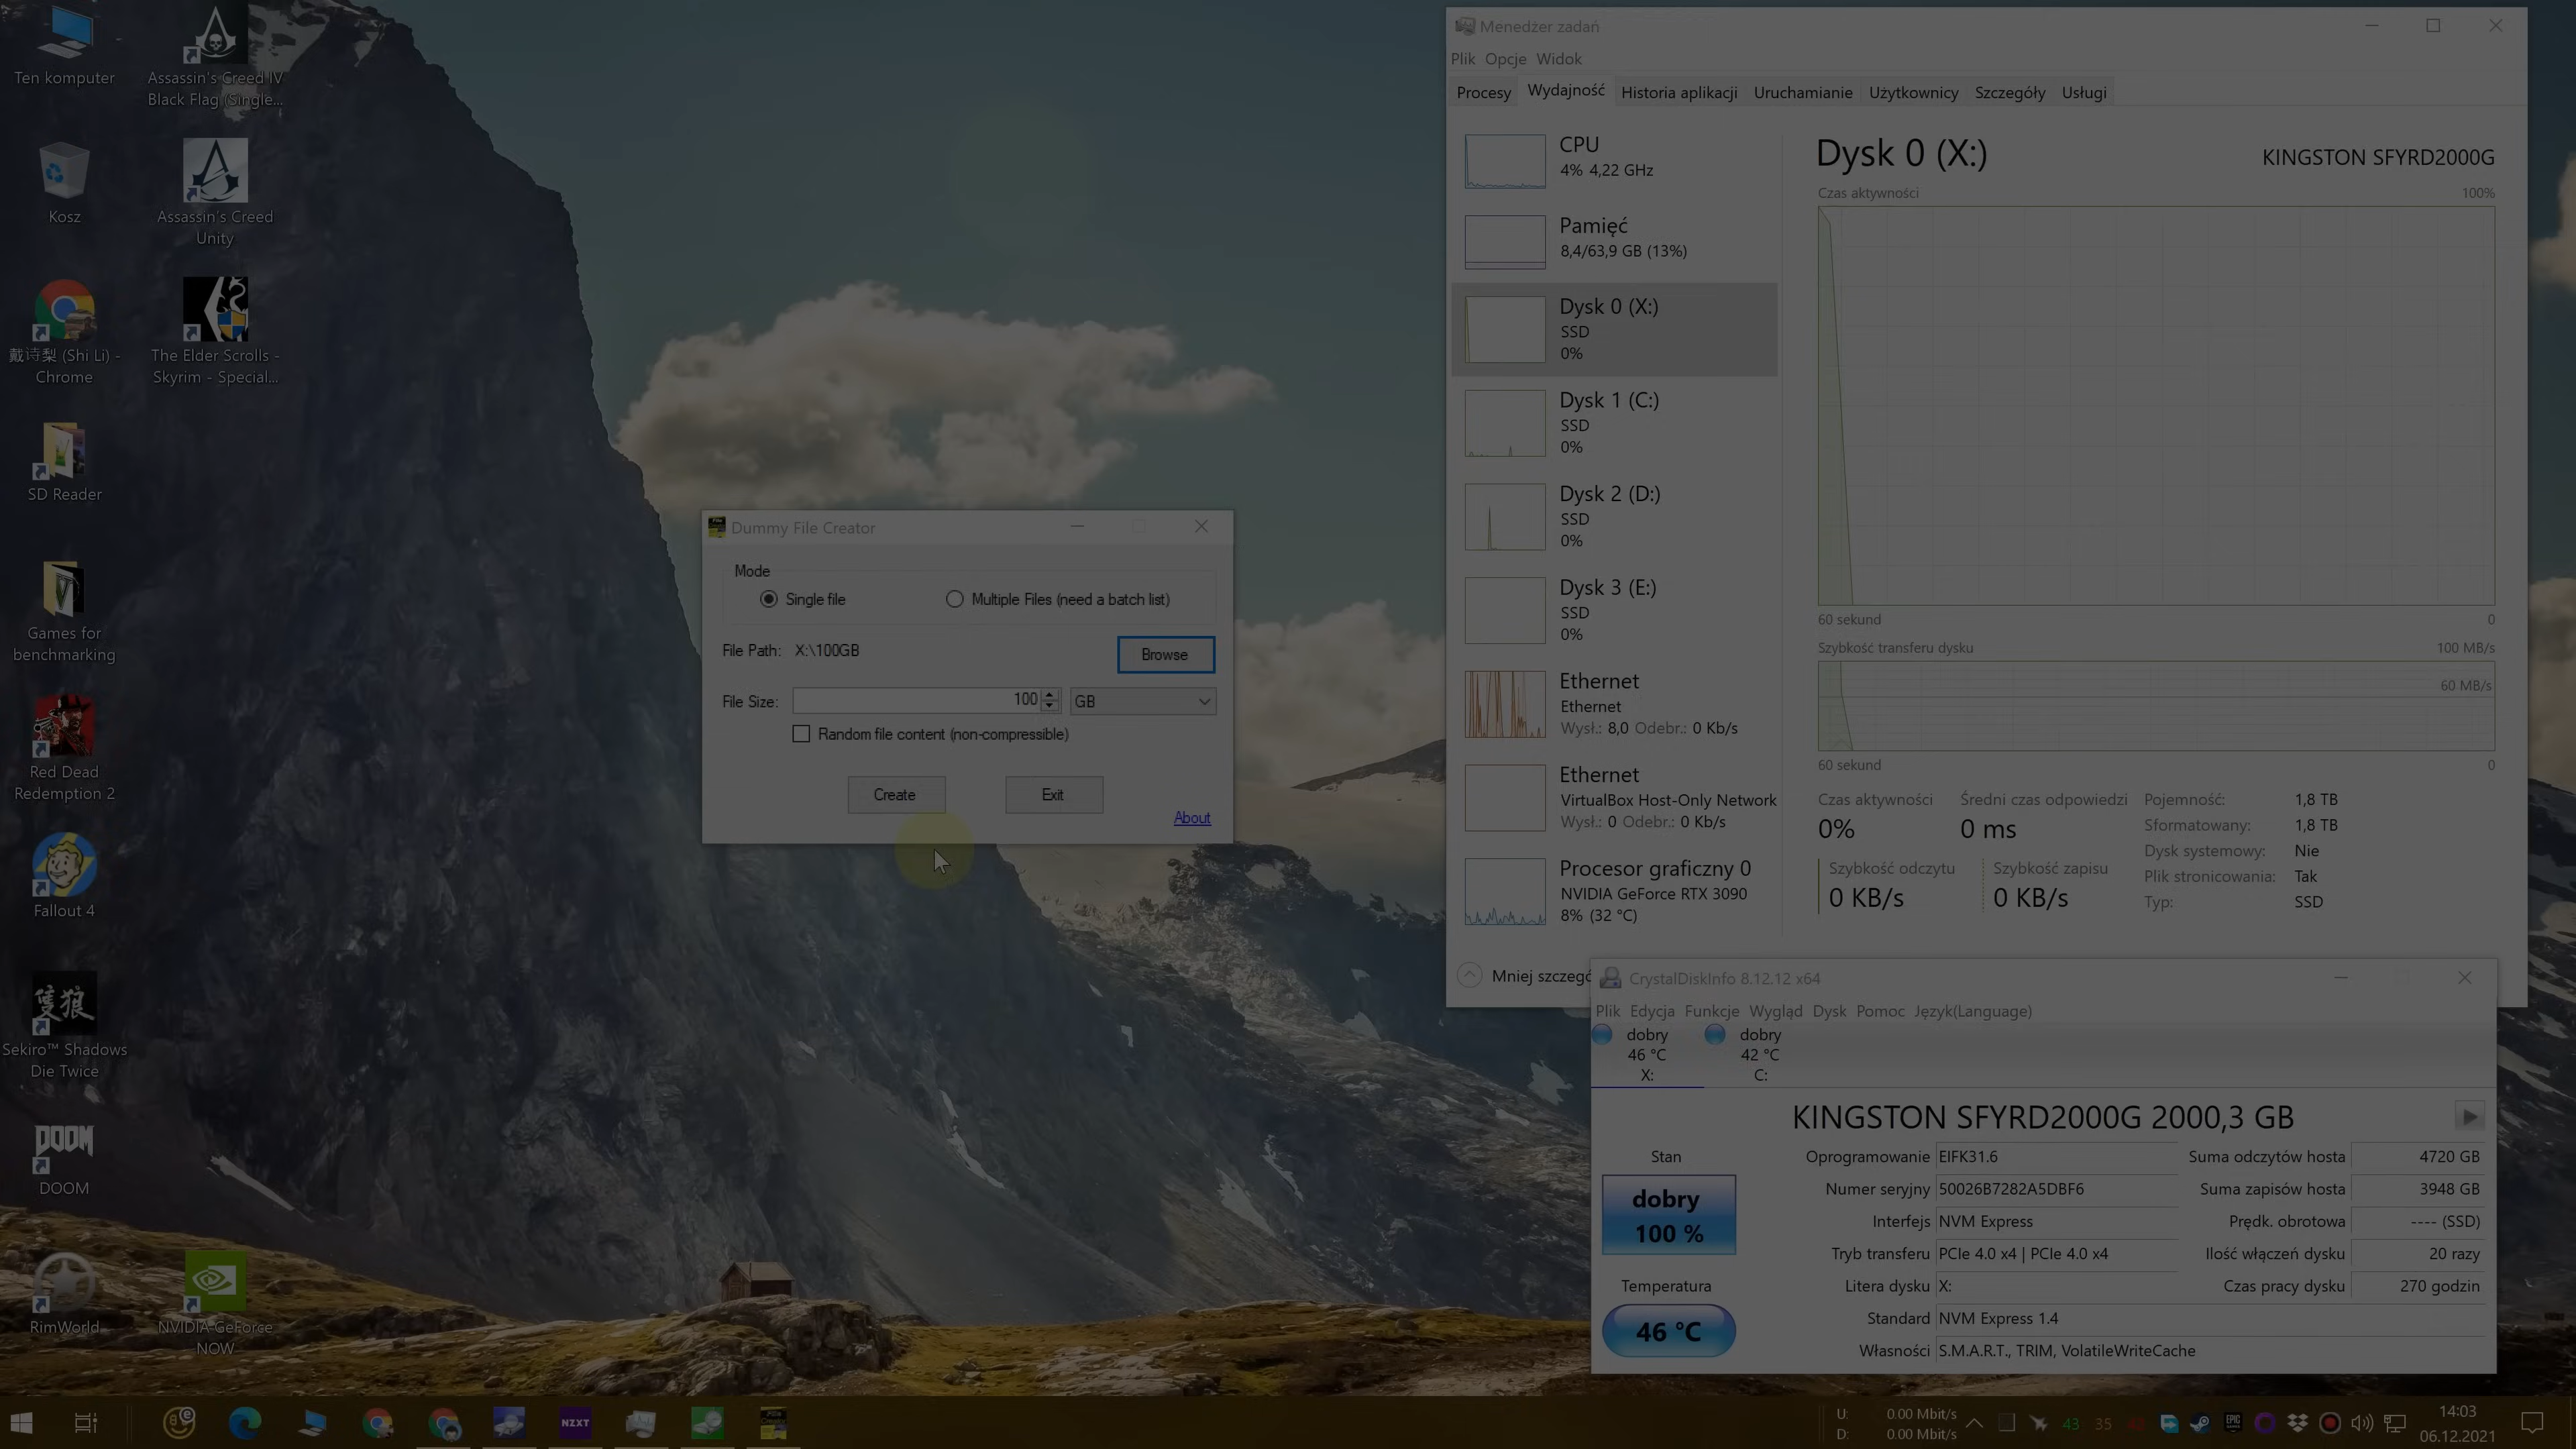 Ten komputer
Assassin's Creed IV
Black Flag (Single...
Kosz
Assassin's Creed
Unity
戴诗梨 (Shi Li) -
Chrome
The Elder Scrolls -
Skyrim - Special...
SD Reader
Games for
benchmarking
Red Dead
Redemption 2
Fallout 4
隻狼
Sekiro™ Shadows
Die Twice
DOOM
DOOM
RimWorld
NVIDIA GeForce
NOW
Dummy File Creator
Mode
Single file
Multiple Files (need a batch list)
File Path: X:\100GB
Browse
File Size: 100 GB
Random file content (non-compressible)
Create
Exit
About
Menedżer zadań
Plik Opcje Widok
Procesy Wydajność Historia aplikacji Uruchamianie Użytkownicy Szczegóły Usługi
CPU
4% 4,22 GHz
Pamięć
8,4/63,9 GB (13%)
Dysk 0 (X:)
SSD
0%
Dysk 1 (C:)
SSD
0%
Dysk 2 (D:)
SSD
0%
Dysk 3 (E:)
SSD
0%
Ethernet
Ethernet
Wysł.: 8,0 Odebr.: 0 Kb/s
Ethernet
VirtualBox Host-Only Network
Wysł.: 0 Odebr.: 0 Kb/s
Procesor graficzny 0
NVIDIA GeForce RTX 3090
8% (32 °C)
Mniej szczegó
Dysk 0 (X:)
KINGSTON SFYRD2000G
Czas aktywności 100%
60 sekund 0
Szybkość transferu dysku 100 MB/s
60 MB/s
60 sekund 0
Czas aktywności
0%
Średni czas odpowiedzi
0 ms
Szybkość odczytu
0 KB/s
Szybkość zapisu
0 KB/s
Pojemność: 1,8 TB
Sformatowany: 1,8 TB
Dysk systemowy: Nie
Plik stronicowania: Tak
Typ: SSD
CrystalDiskInfo 8.12.12 x64
Plik Edycja Funkcje Wygląd Dysk Pomoc Język(Language)
dobry
46 °C
X:
dobry
42 °C
C:
KINGSTON SFYRD2000G 2000,3 GB
Stan
dobry
100 %
Temperatura
46 °C
Oprogramowanie EIFK31.6
Numer seryjny 50026B7282A5DBF6
Interfejs NVM Express
Tryb transferu PCIe 4.0 x4 | PCIe 4.0 x4
Litera dysku X:
Standard NVM Express 1.4
Własności S.M.A.R.T., TRIM, VolatileWriteCache
Suma odczytów hosta 4720 GB
Suma zapisów hosta 3948 GB
Prędk. obrotowa ---- (SSD)
Ilość włączeń dysku 20 razy
Czas pracy dysku 270 godzin
NZXT
U: 0.00 Mbit/s
D: 0.00 Mbit/s
43
35
EPIC
14:03
06.12.2021